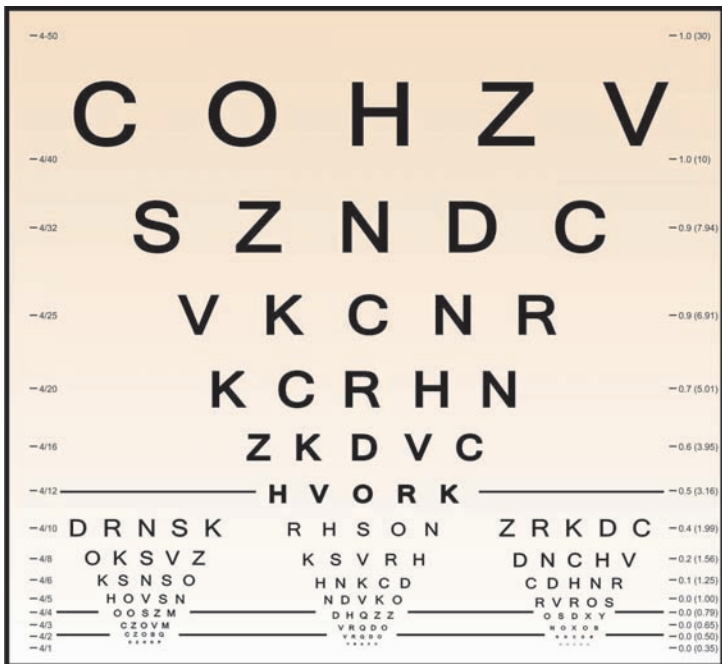 4-50 1.0 (30)
C O H Z V
4/40 1.0 (10)
4/32 S Z N D C 0.9 (7.94)
4/25 V K C N R 0.9 (6.91)
4/20 K C R H N 0.7 (5.01)
4/16 Z K D V C 0.6 (3.95)
4/12 H V O R K 0.5 (3.16)
4/10 D R N S K R H S O N Z R K D C 0.4 (1.99)
4/8 O K S V Z K S V R H D N C H V 0.2 (1.56)
4/6 K S N S O H N K C D C D H N R 0.1 (1.25)
4/5 H O V S N N D V K O R V R O S 0.0 (1.00)
4/4 O O S Z M D H Q Z Z O S D X Y 0.0 (0.79)
4/3 C Z O V M V R Q D O N O X O B 0.0 (0.65)
4/2 V R Q D O 0.0 (0.50)
4/1 0.0 (0.35)